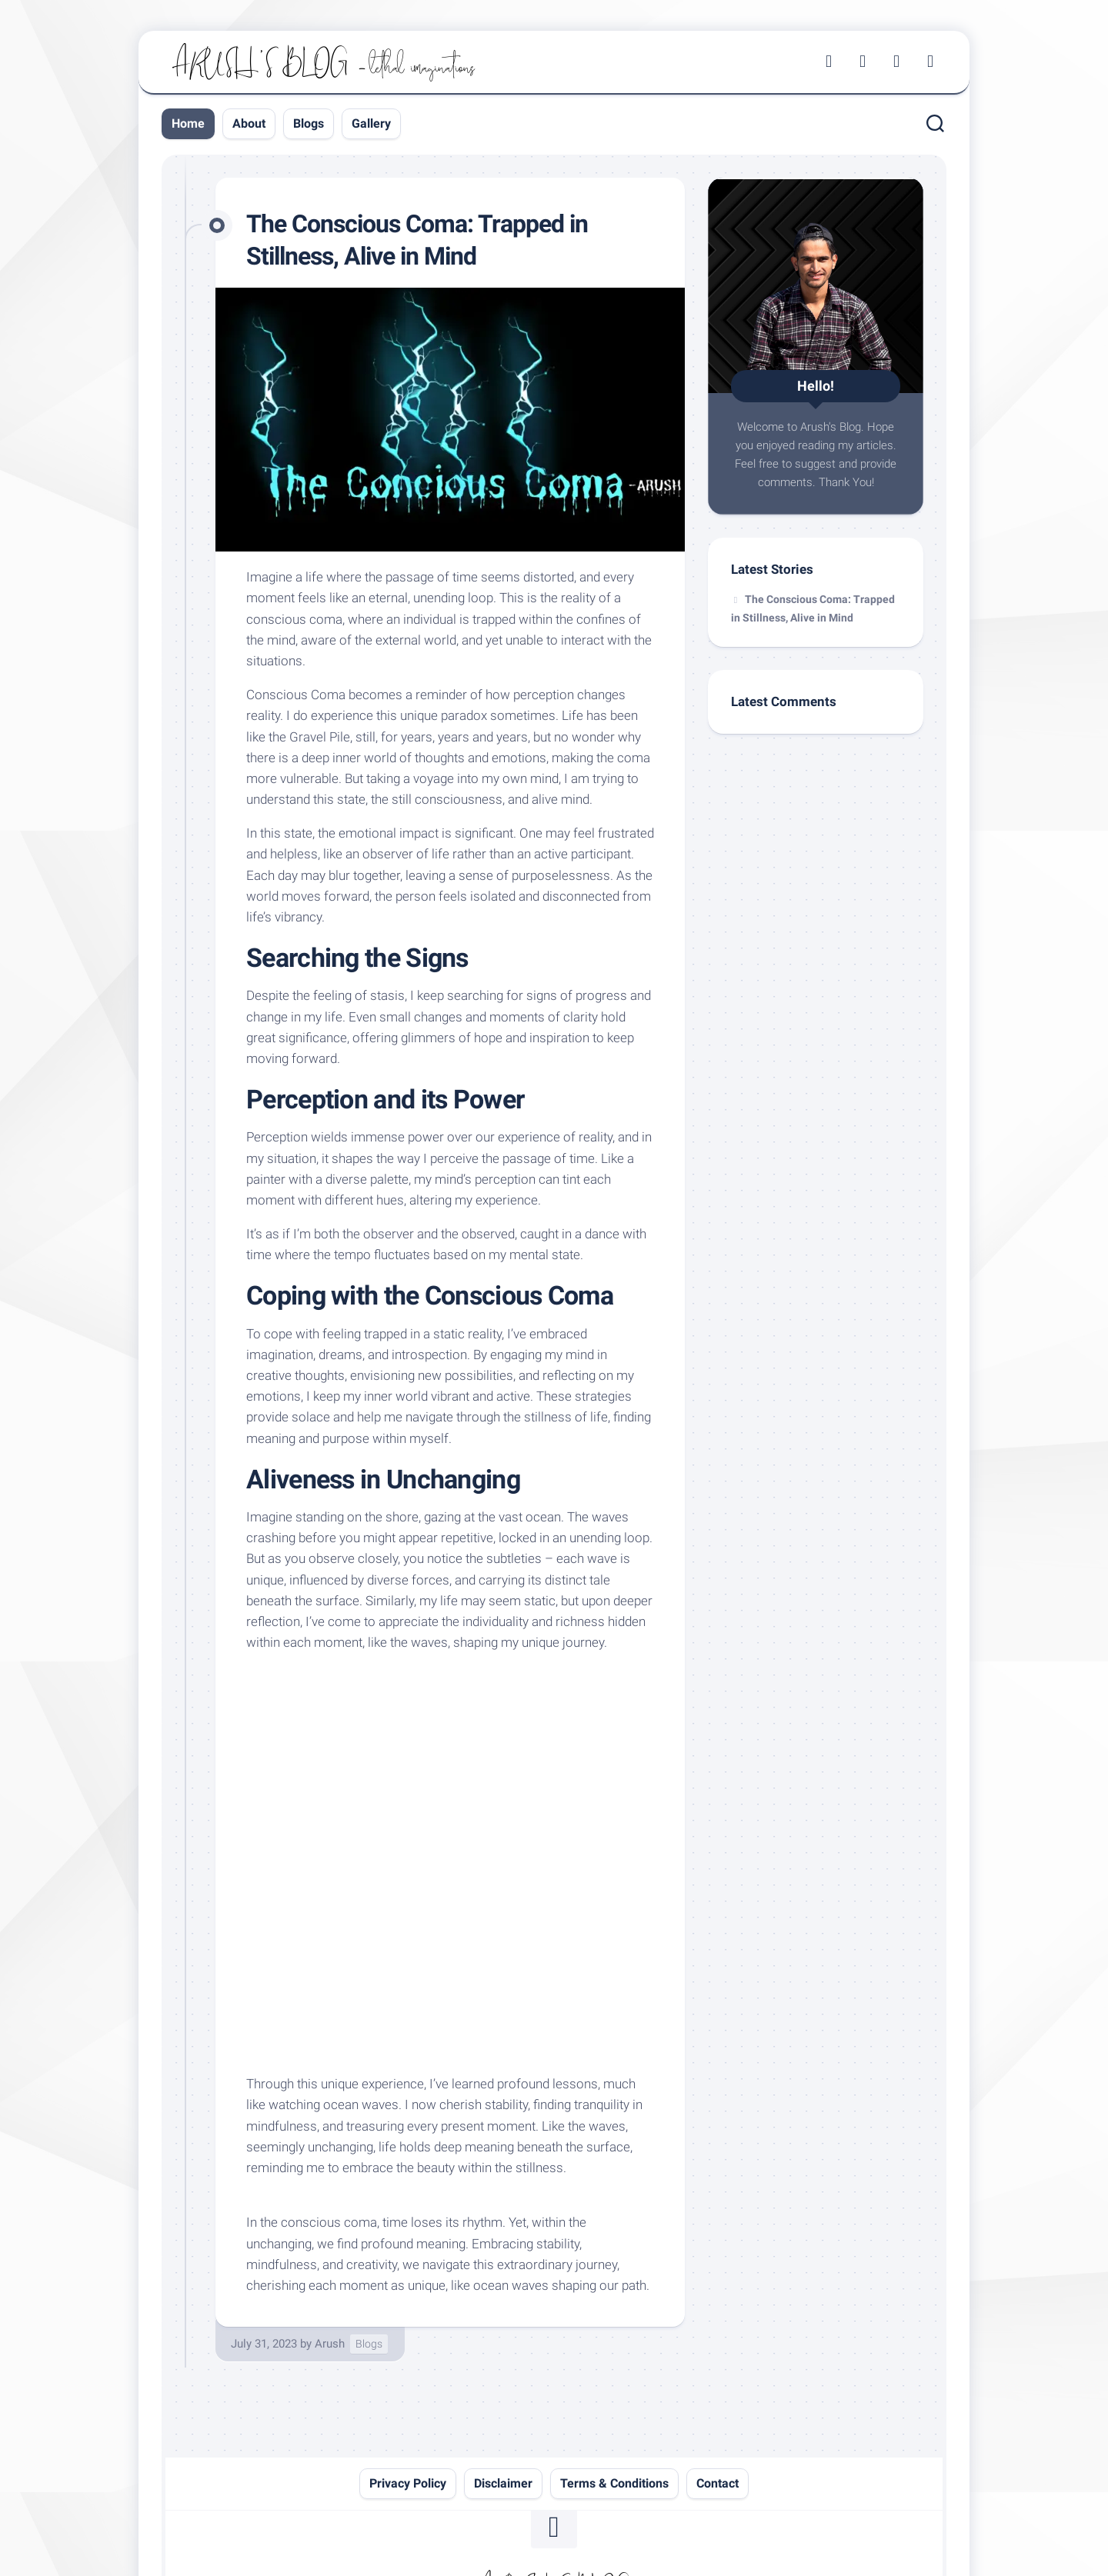 ARUSH'S BLOG - lethal imaginations
Home
About
Blogs
Gallery
The Conscious Coma: Trapped in
Stillness, Alive in Mind
The Concious Coma -ARUSH
Imagine a life where the passage of time seems distorted, and every
moment feels like an eternal, unending loop. This is the reality of a
conscious coma, where an individual is trapped within the confines of
the mind, aware of the external world, and yet unable to interact with the
situations.
Conscious Coma becomes a reminder of how perception changes
reality. I do experience this unique paradox sometimes. Life has been
like the Gravel Pile, still, for years, years and years, but no wonder why
there is a deep inner world of thoughts and emotions, making the coma
more vulnerable. But taking a voyage into my own mind, I am trying to
understand this state, the still consciousness, and alive mind.
In this state, the emotional impact is significant. One may feel frustrated
and helpless, like an observer of life rather than an active participant.
Each day may blur together, leaving a sense of purposelessness. As the
world moves forward, the person feels isolated and disconnected from
life's vibrancy.
Searching the Signs
Despite the feeling of stasis, I keep searching for signs of progress and
change in my life. Even small changes and moments of clarity hold
great significance, offering glimmers of hope and inspiration to keep
moving forward.
Perception and its Power
Perception wields immense power over our experience of reality, and in
my situation, it shapes the way I perceive the passage of time. Like a
painter with a diverse palette, my mind's perception can tint each
moment with different hues, altering my experience.
It's as if I'm both the observer and the observed, caught in a dance with
time where the tempo fluctuates based on my mental state.
Coping with the Conscious Coma
To cope with feeling trapped in a static reality, I've embraced
imagination, dreams, and introspection. By engaging my mind in
creative thoughts, envisioning new possibilities, and reflecting on my
emotions, I keep my inner world vibrant and active. These strategies
provide solace and help me navigate through the stillness of life, finding
meaning and purpose within myself.
Aliveness in Unchanging
Imagine standing on the shore, gazing at the vast ocean. The waves
crashing before you might appear repetitive, locked in an unending loop.
But as you observe closely, you notice the subtleties – each wave is
unique, influenced by diverse forces, and carrying its distinct tale
beneath the surface. Similarly, my life may seem static, but upon deeper
reflection, I've come to appreciate the individuality and richness hidden
within each moment, like the waves, shaping my unique journey.
Through this unique experience, I've learned profound lessons, much
like watching ocean waves. I now cherish stability, finding tranquility in
mindfulness, and treasuring every present moment. Like the waves,
seemingly unchanging, life holds deep meaning beneath the surface,
reminding me to embrace the beauty within the stillness.
In the conscious coma, time loses its rhythm. Yet, within the
unchanging, we find profound meaning. Embracing stability,
mindfulness, and creativity, we navigate this extraordinary journey,
cherishing each moment as unique, like ocean waves shaping our path.
July 31, 2023 by Arush Blogs
Hello!
Welcome to Arush's Blog. Hope
you enjoyed reading my articles.
Feel free to suggest and provide
comments. Thank You!
Latest Stories
The Conscious Coma: Trapped
in Stillness, Alive in Mind
Latest Comments
Privacy Policy
Disclaimer
Terms & Conditions
Contact